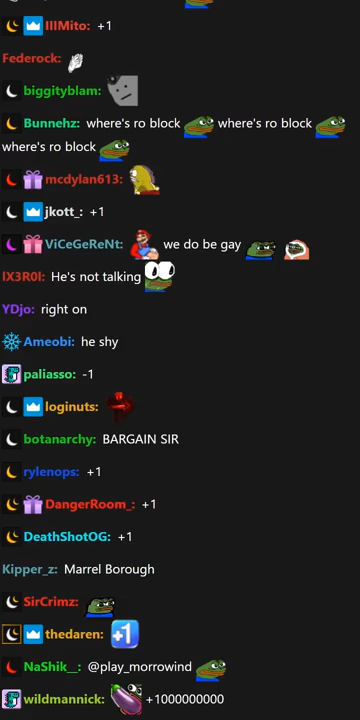 IIIMito: +1
Federock:
biggityblam:
Bunnehz: where's ro block where's ro block
where's ro block
mcdylan613:
jkott_: +1
ViCeGeReNt: we do be gay
IX3R0I: He's not talking
YDjo: right on
Ameobi: he shy
paliasso: -1
loginuts:
botanarchy: BARGAIN SIR
rylenops: +1
DangerRoom_: +1
DeathShotOG: +1
Kipper_z: Marrel Borough
SirCrimz:
thedaren: +1
NaShik__: @play_morrowind
wildmannick: +1000000000